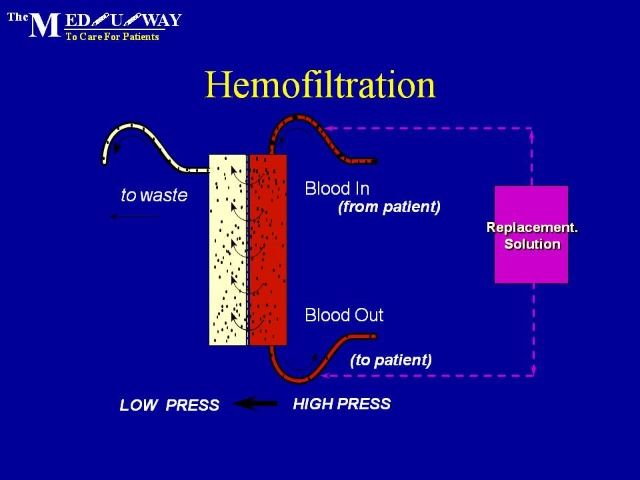 The MED U WAY
To Care For Patients
Hemofiltration
to waste
Blood In
(from patient)
Replacement.
Solution
Blood Out
(to patient)
LOW PRESS
HIGH PRESS